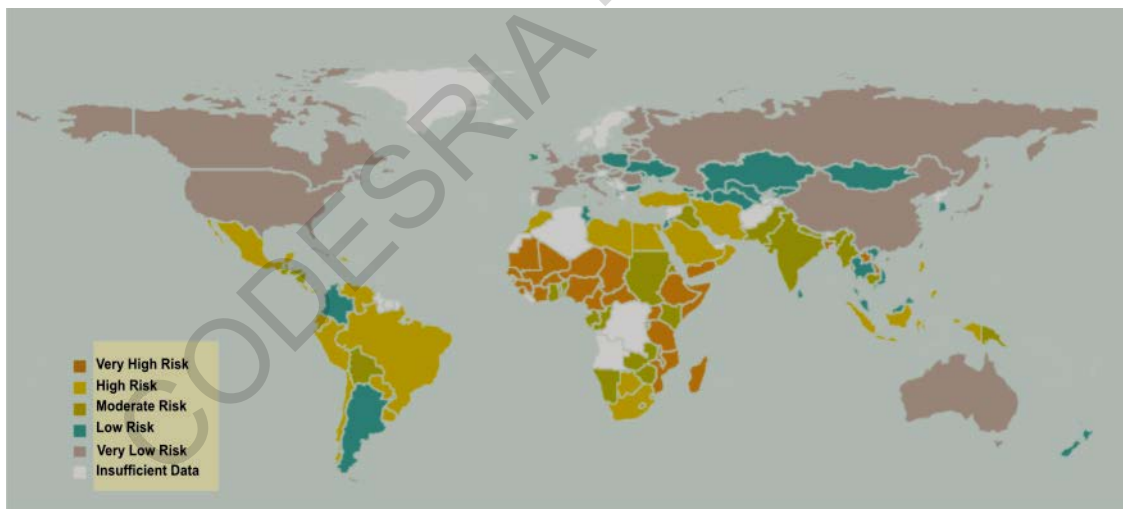 CODESRIA
Very High Risk
High Risk
Moderate Risk
Low Risk
Very Low Risk
Insufficient Data